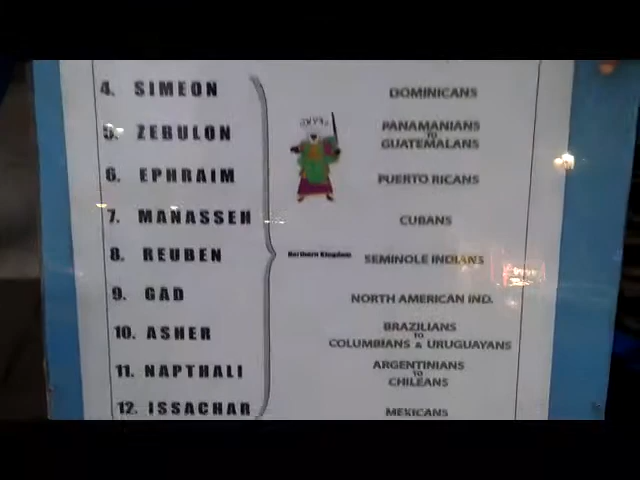 4. SIMEON DOMINICANS
5. ZEBULON PANAMANIANS
TO
GUATEMALANS
6. EPHRAIM PUERTO RICANS
7. MANASSEH CUBANS
8. REUBEN Northern Kingdom SEMINOLE INDIANS
9. GAD NORTH AMERICAN IND.
10. ASHER BRAZILIANS
TO
COLUMBIANS & URUGUAYANS
11. NAPTHALI ARGENTINIANS
TO
CHILEANS
12. ISSACHAR MEXICANS